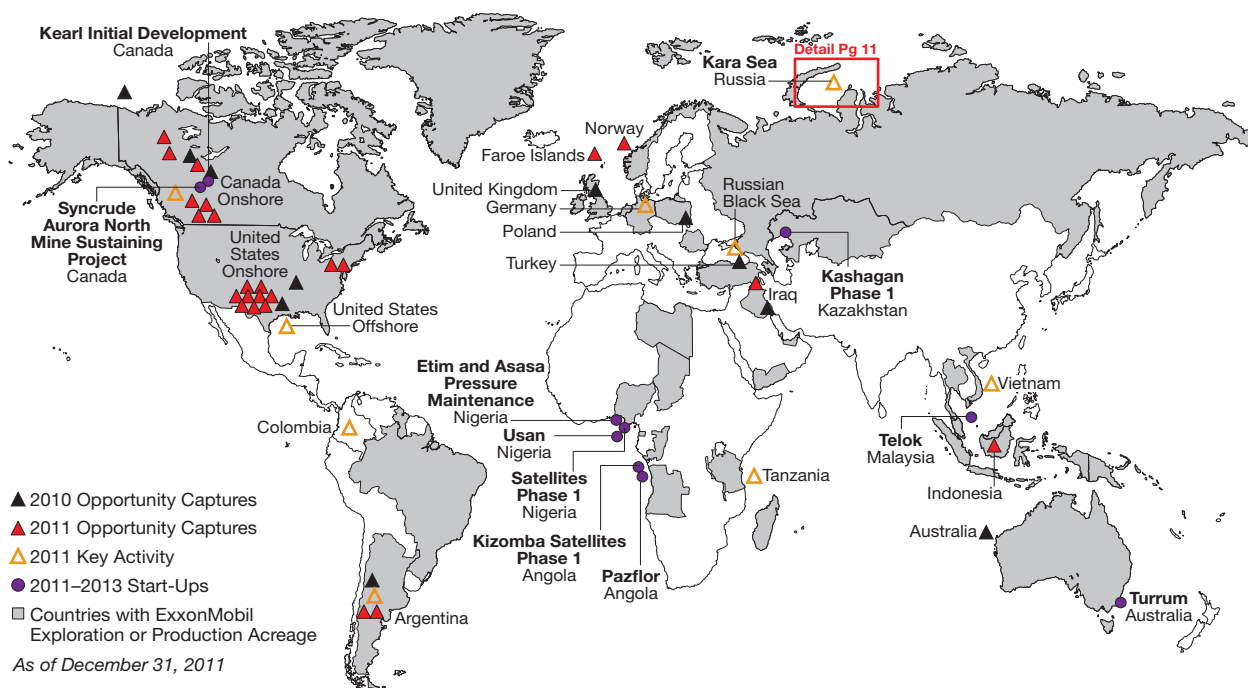 Kearl Initial Development
Canada
Detail Pg 11
Kara Sea
Russia
Norway
Faroe Islands
United Kingdom
Germany
Poland
Turkey
Russian
Black Sea
Iraq
Kashagan
Phase 1
Kazakhstan
Canada
Onshore
Syncrude
Aurora North
Mine Sustaining
Project
Canada
United
States
Onshore
United States
Offshore
Colombia
Etim and Asasa
Pressure
Maintenance
Nigeria
Usan
Nigeria
Satellites
Phase 1
Nigeria
Kizomba Satellites
Phase 1
Angola
Pazflor
Angola
Tanzania
Vietnam
Telok
Malaysia
Indonesia
Australia
Turrum
Australia
Argentina
2010 Opportunity Captures
2011 Opportunity Captures
2011 Key Activity
2011–2013 Start-Ups
Countries with ExxonMobil
Exploration or Production Acreage
As of December 31, 2011